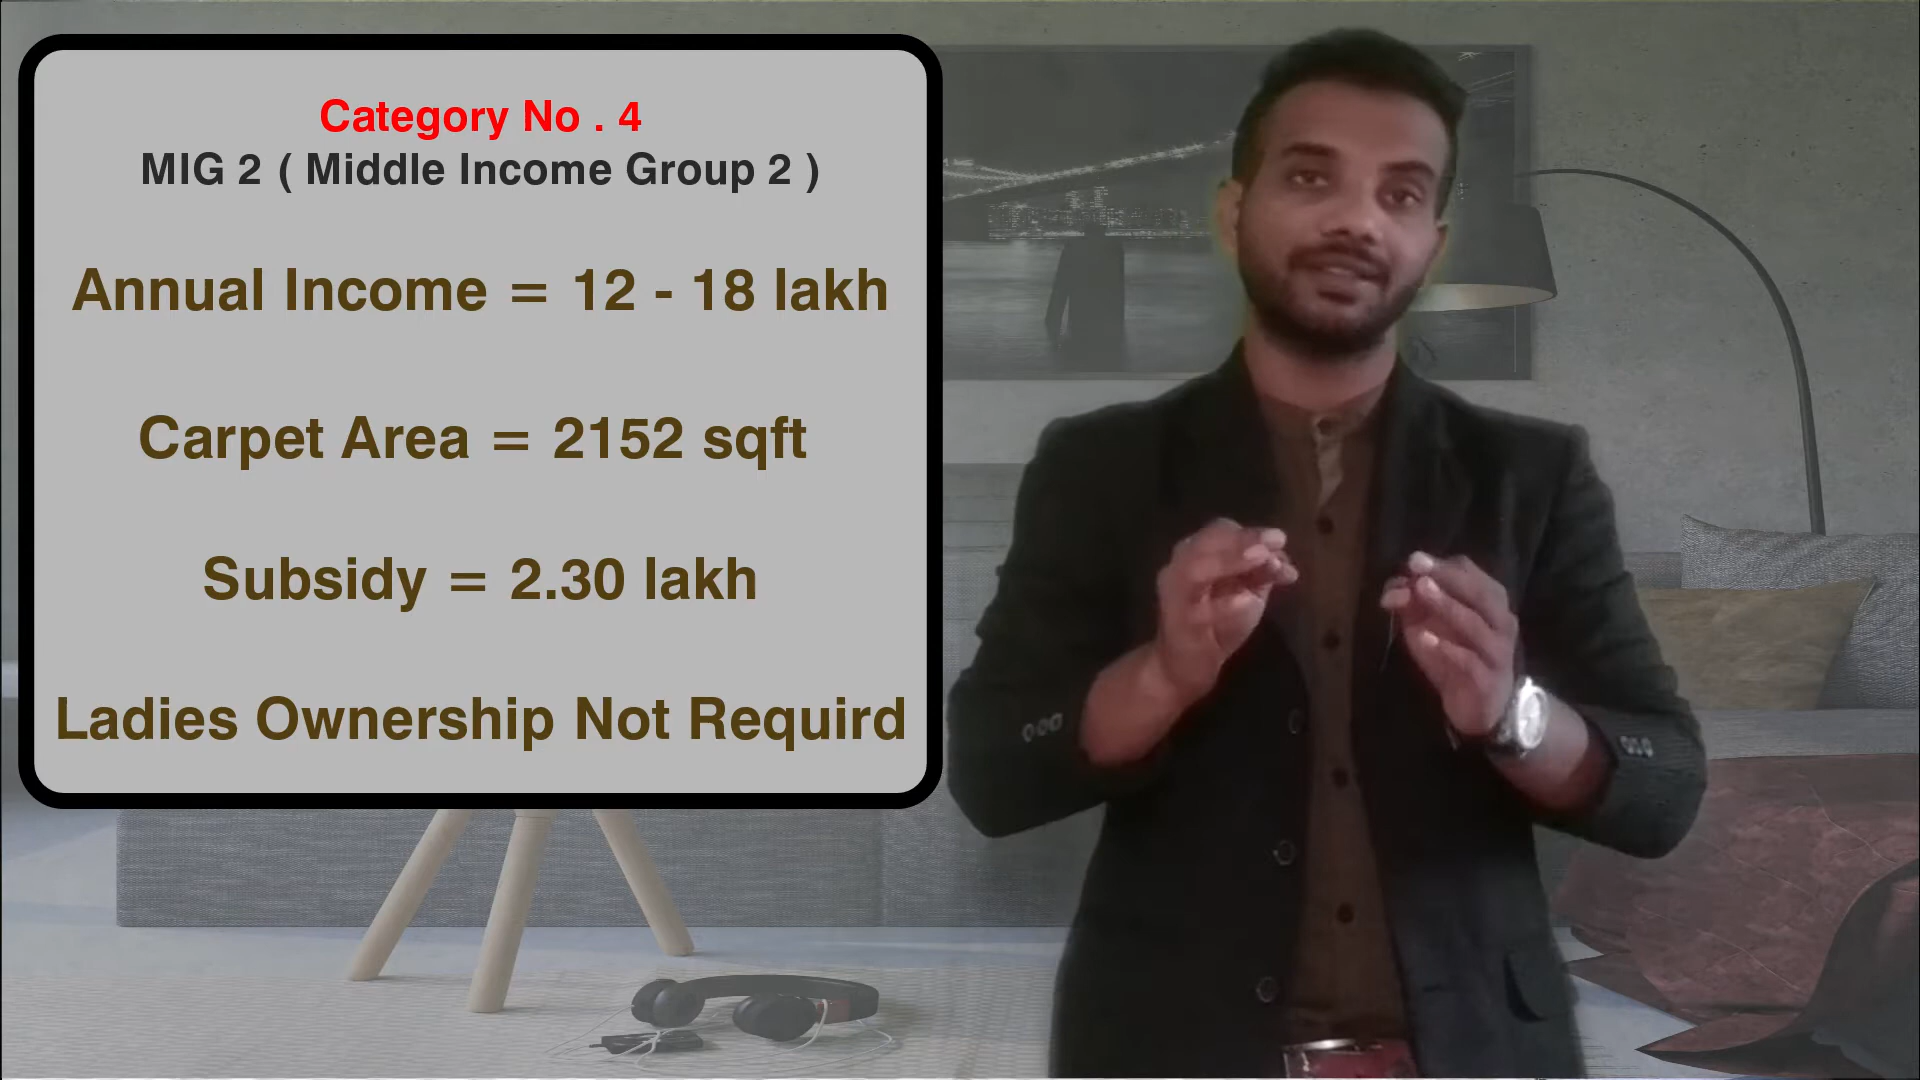 Category No . 4
MIG 2 ( Middle Income Group 2 )
Annual Income = 12 - 18 lakh
Carpet Area = 2152 sqft
Subsidy = 2.30 lakh
Ladies Ownership Not Requird